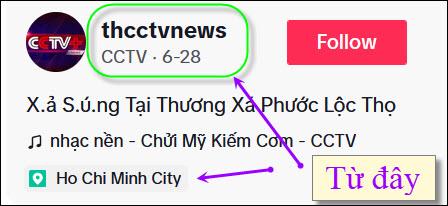 CCTV+
thcctvnews
CCTV · 6-28
Follow
X.ả S.ú.ng Tại Thương Xá Phước Lộc Thọ
nhạc nền - Chửi Mỹ Kiếm Cơm - CCTV
Ho Chi Minh City
Từ đây